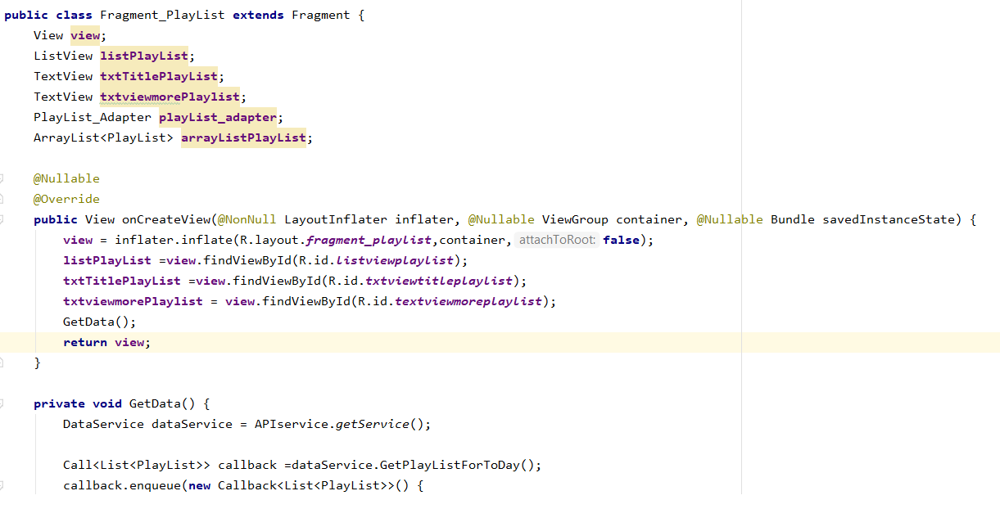 public class Fragment_PlayList extends Fragment {
    View view;
    ListView listPlayList;
    TextView txtTitlePlayList;
    TextView txtviewmorePlaylist;
    PlayList_Adapter playList_adapter;
    ArrayList<PlayList> arrayListPlayList;

    @Nullable
    @Override
    public View onCreateView(@NonNull LayoutInflater inflater, @Nullable ViewGroup container, @Nullable Bundle savedInstanceState) {
        view = inflater.inflate(R.layout.fragment_playlist,container, attachToRoot: false);
        listPlayList =view.findViewById(R.id.listviewplaylist);
        txtTitlePlayList =view.findViewById(R.id.txtviewtitleplaylist);
        txtviewmorePlaylist = view.findViewById(R.id.textviewmoreplaylist);
        GetData();
        return view;
    }

    private void GetData() {
        DataService dataService = APIservice.getService();

        Call<List<PlayList>> callback =dataService.GetPlayListForToDay();
        callback.enqueue(new Callback<List<PlayList>>() {